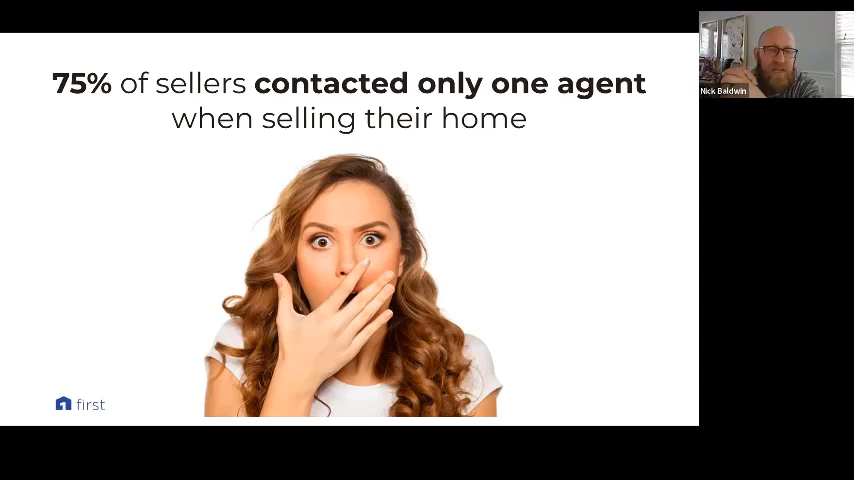 75% of sellers contacted only one agent
when selling their home
first
Nick Baldwin